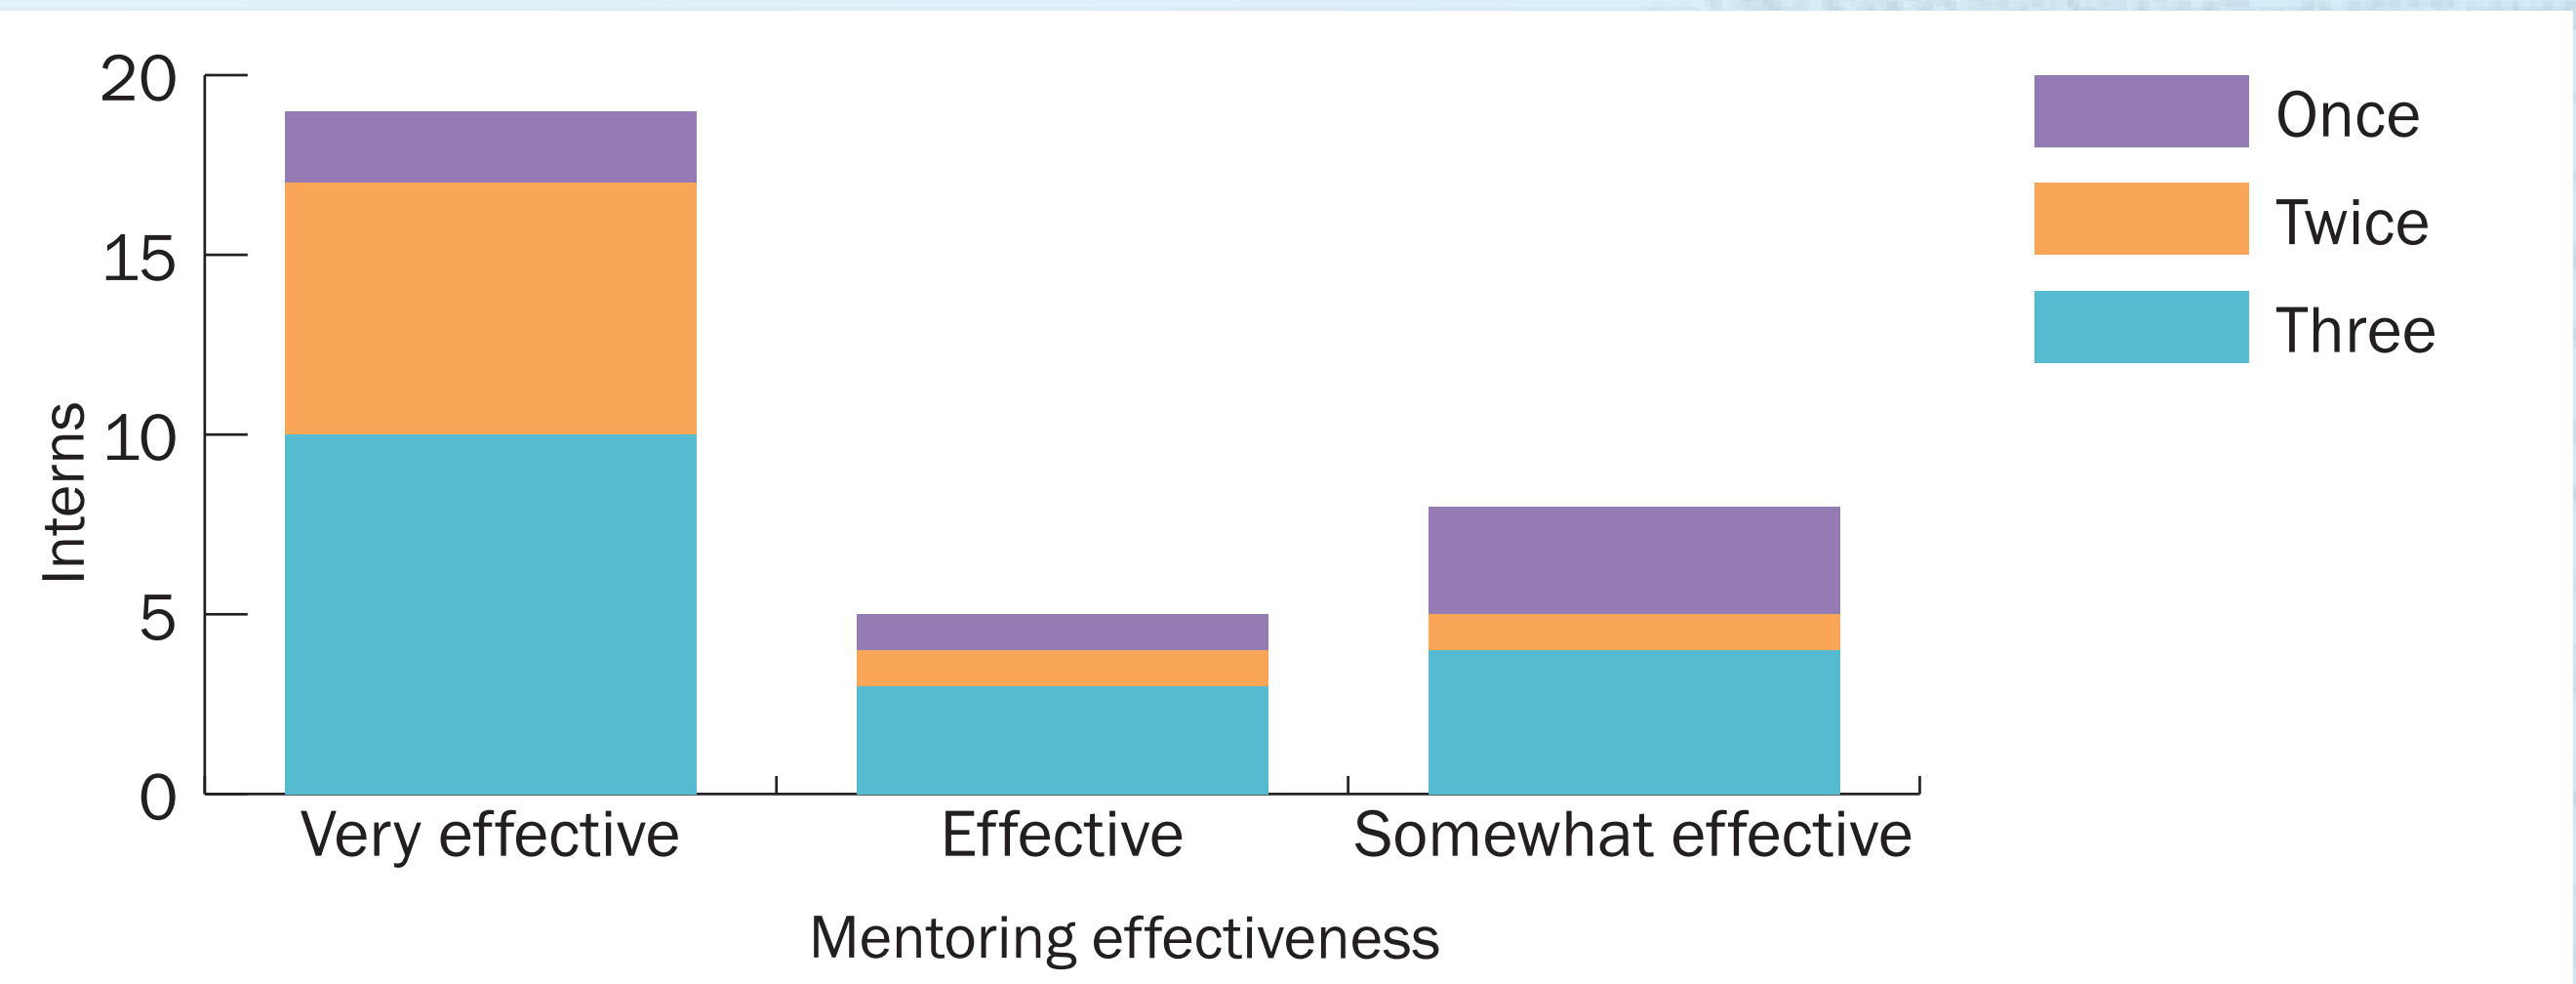 20
15
10
5
0
Interns
Very effective
Effective
Somewhat effective
Mentoring effectiveness
Once
Twice
Three